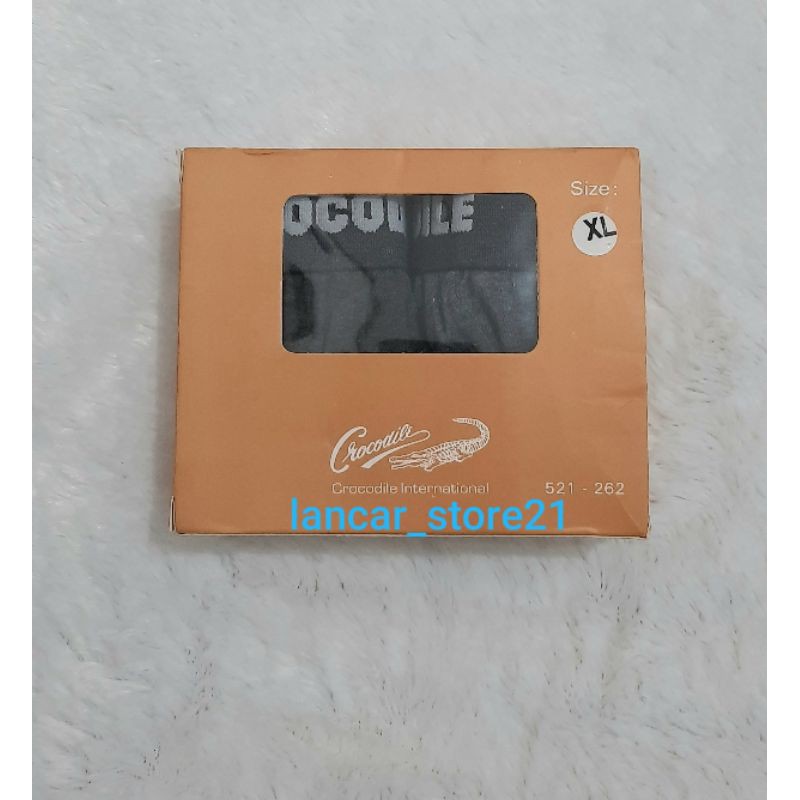 Size:
XL
OCODILE
Crocodile
Crocodile International
521 - 262
lancar_store21